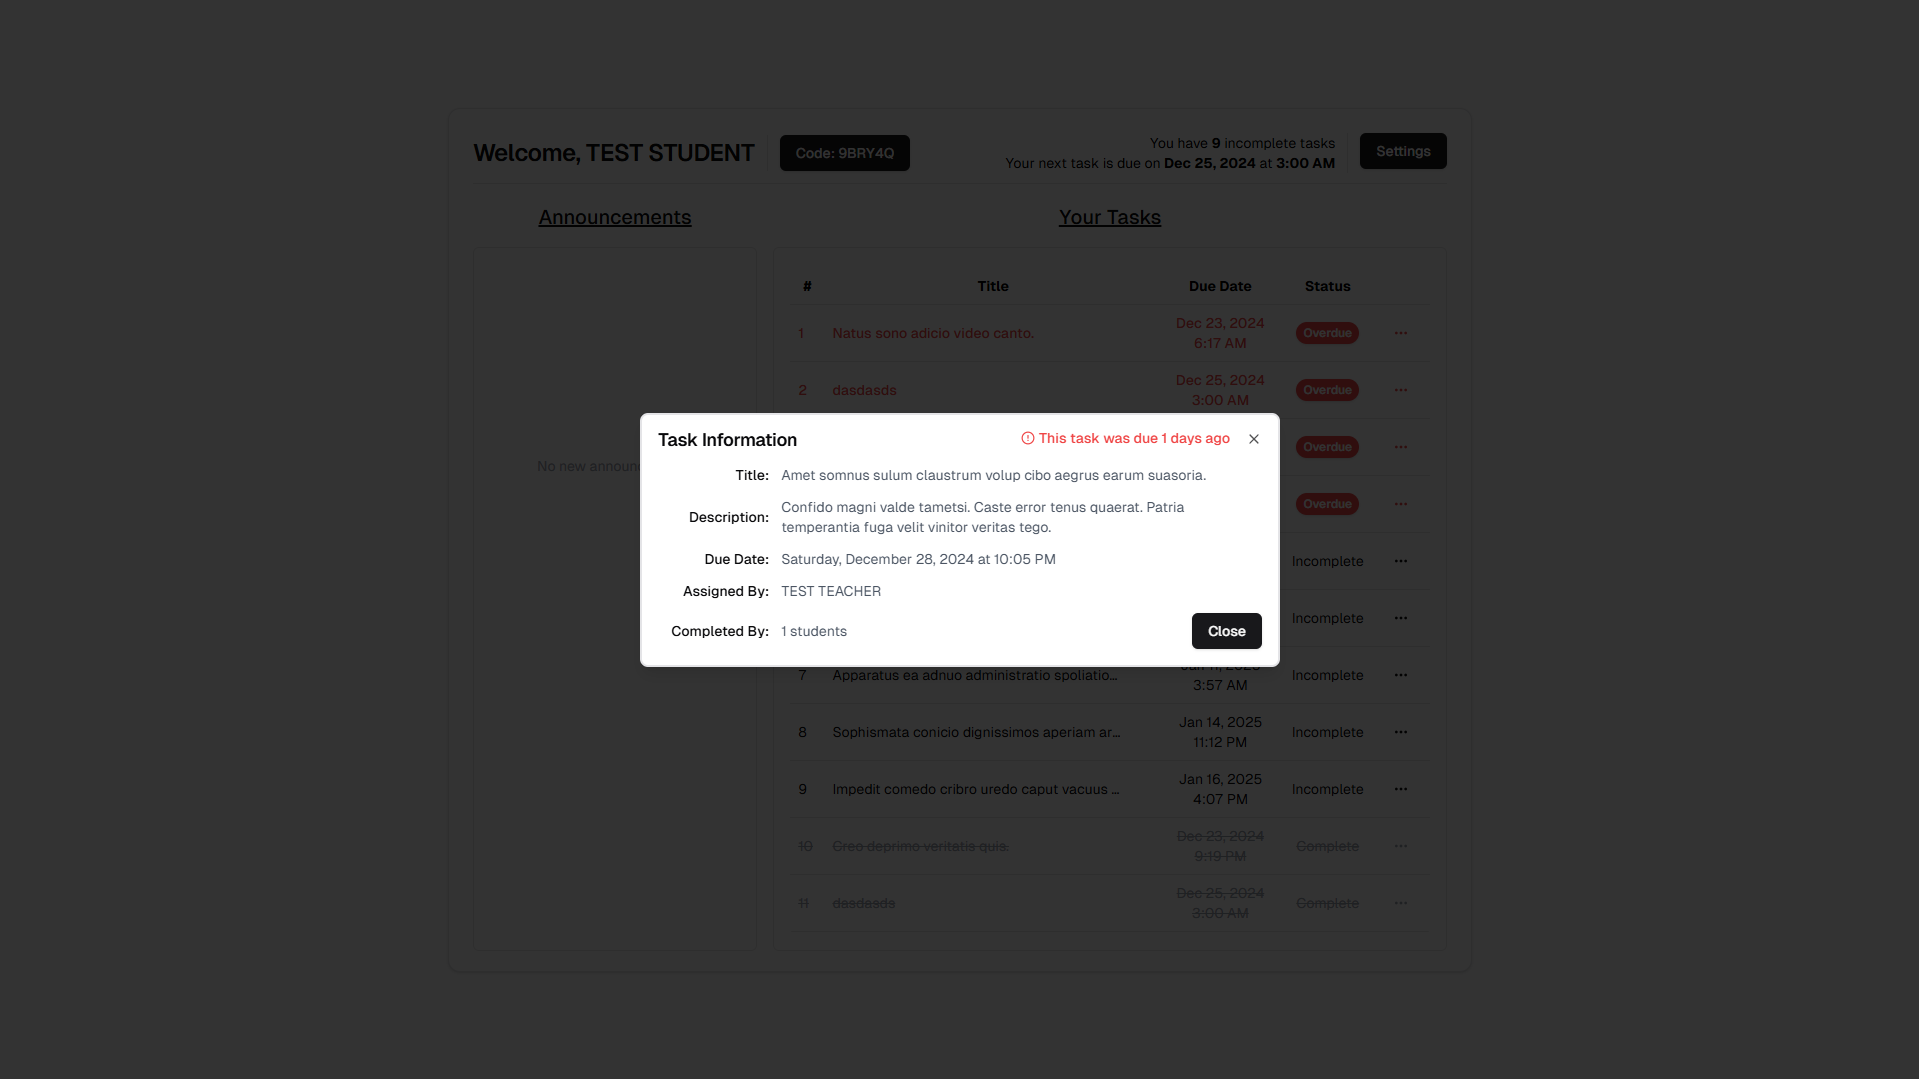 Welcome, TEST STUDENT
Code: 9BRY4Q
You have 9 incomplete tasks
Your next task is due on Dec 25, 2024 at 3:00 AM
Settings
Announcements
No new announ
Your Tasks
# Title Due Date Status
1 Natus sono adicio video canto. Dec 23, 2024 6:17 AM Overdue ...
2 dasdasds Dec 25, 2024 3:00 AM Overdue ...
Overdue ...
Overdue ...
Incomplete ...
Incomplete ...
Task Information
This task was due 1 days ago
Title: Amet somnus sulum claustrum volup cibo aegrus earum suasoria.
Description: Confido magni valde tametsi. Caste error tenus quaerat. Patria
temperantia fuga velit vinitor veritas tego.
Due Date: Saturday, December 28, 2024 at 10:05 PM
Assigned By: TEST TEACHER
Completed By: 1 students
Close
7 Apparatus ea adnuo administratio spoliatio... 3:57 AM Incomplete ...
8 Sophismata conicio dignissimos aperiam ar... Jan 14, 2025 11:12 PM Incomplete ...
9 Impedit comedo cribro uredo caput vacuus ... Jan 16, 2025 4:07 PM Incomplete ...
10 Creo deprimo veritatis quis. Dec 23, 2024 9:19 PM Complete ...
11 dasdasds Dec 25, 2024 3:00 AM Complete ...